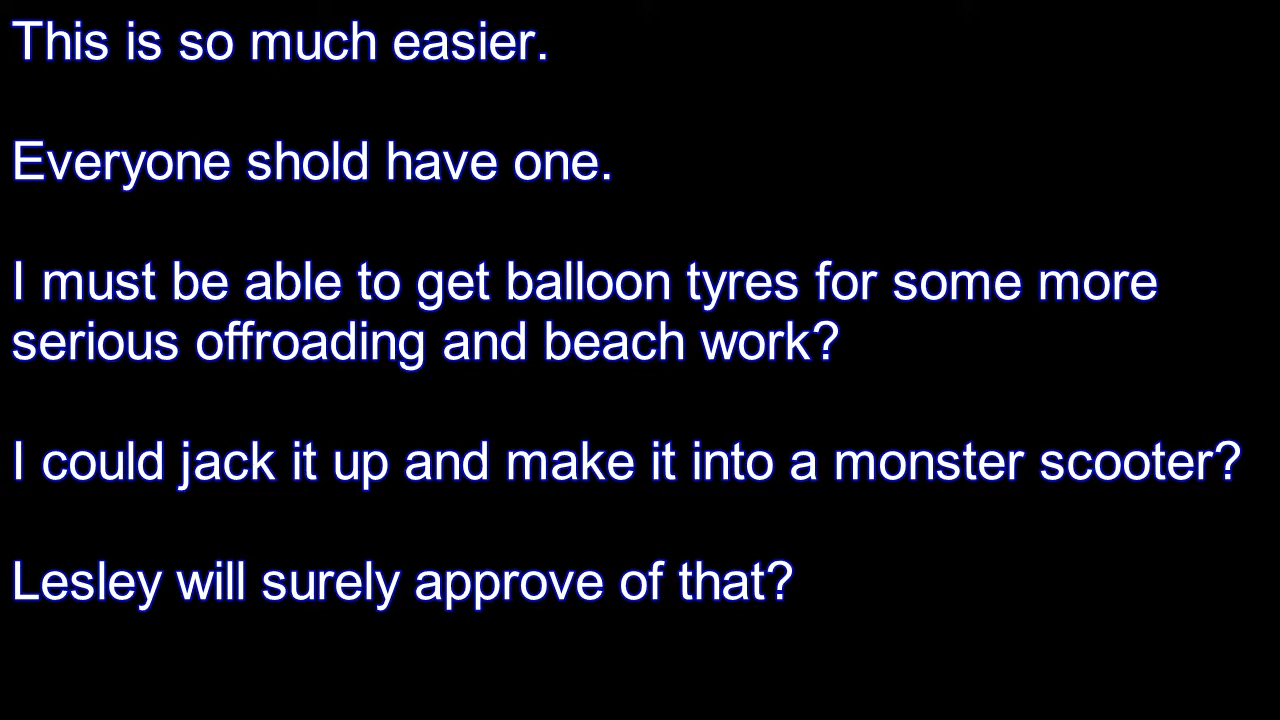 This is so much easier.
Everyone shold have one.
I must be able to get balloon tyres for some more
serious offroading and beach work?
I could jack it up and make it into a monster scooter?
Lesley will surely approve of that?